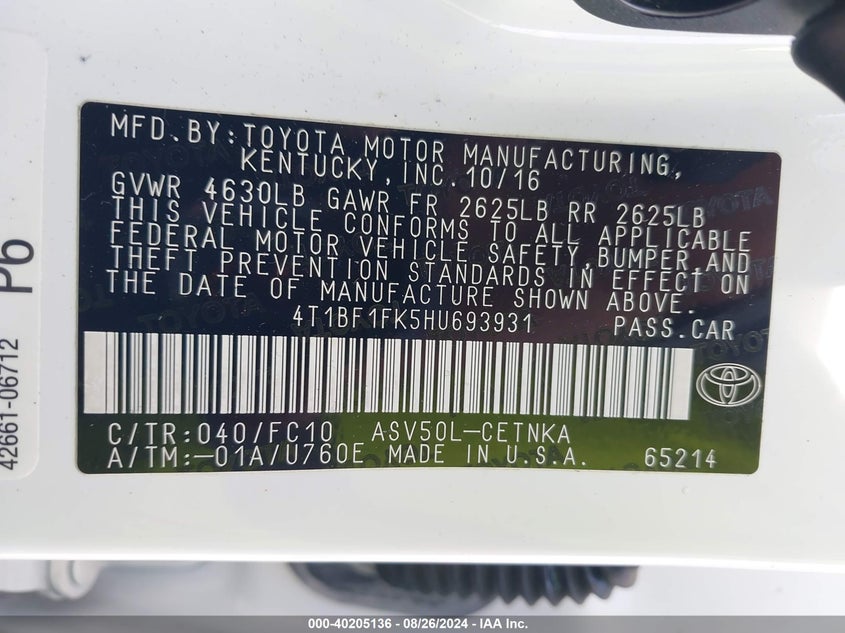 MFD.BY:TOYOTA MOTOR MANUFACTURING,
KENTUCKY,INC.10/16
GVWR 4630LB GAWR FR 2625LB RR 2625LB
THIS VEHICLE CONFORMS TO ALL APPLICABLE
FEDERAL MOTOR VEHICLE SAFETY,BUMPER,AND
THEFT PREVENTION STANDARDS IN EFFECT ON
THE DATE OF MANUFACTURE SHOWN ABOVE.
4T1BF1FK5HU693931 PASS.CAR
C/TR:040/FC10 ASV50L-CETNKA
A/TM:-01A/U760E MADE IN U.S.A. 65214
42661-06712
000-40205136 - 08/26/2024 - IAA Inc.